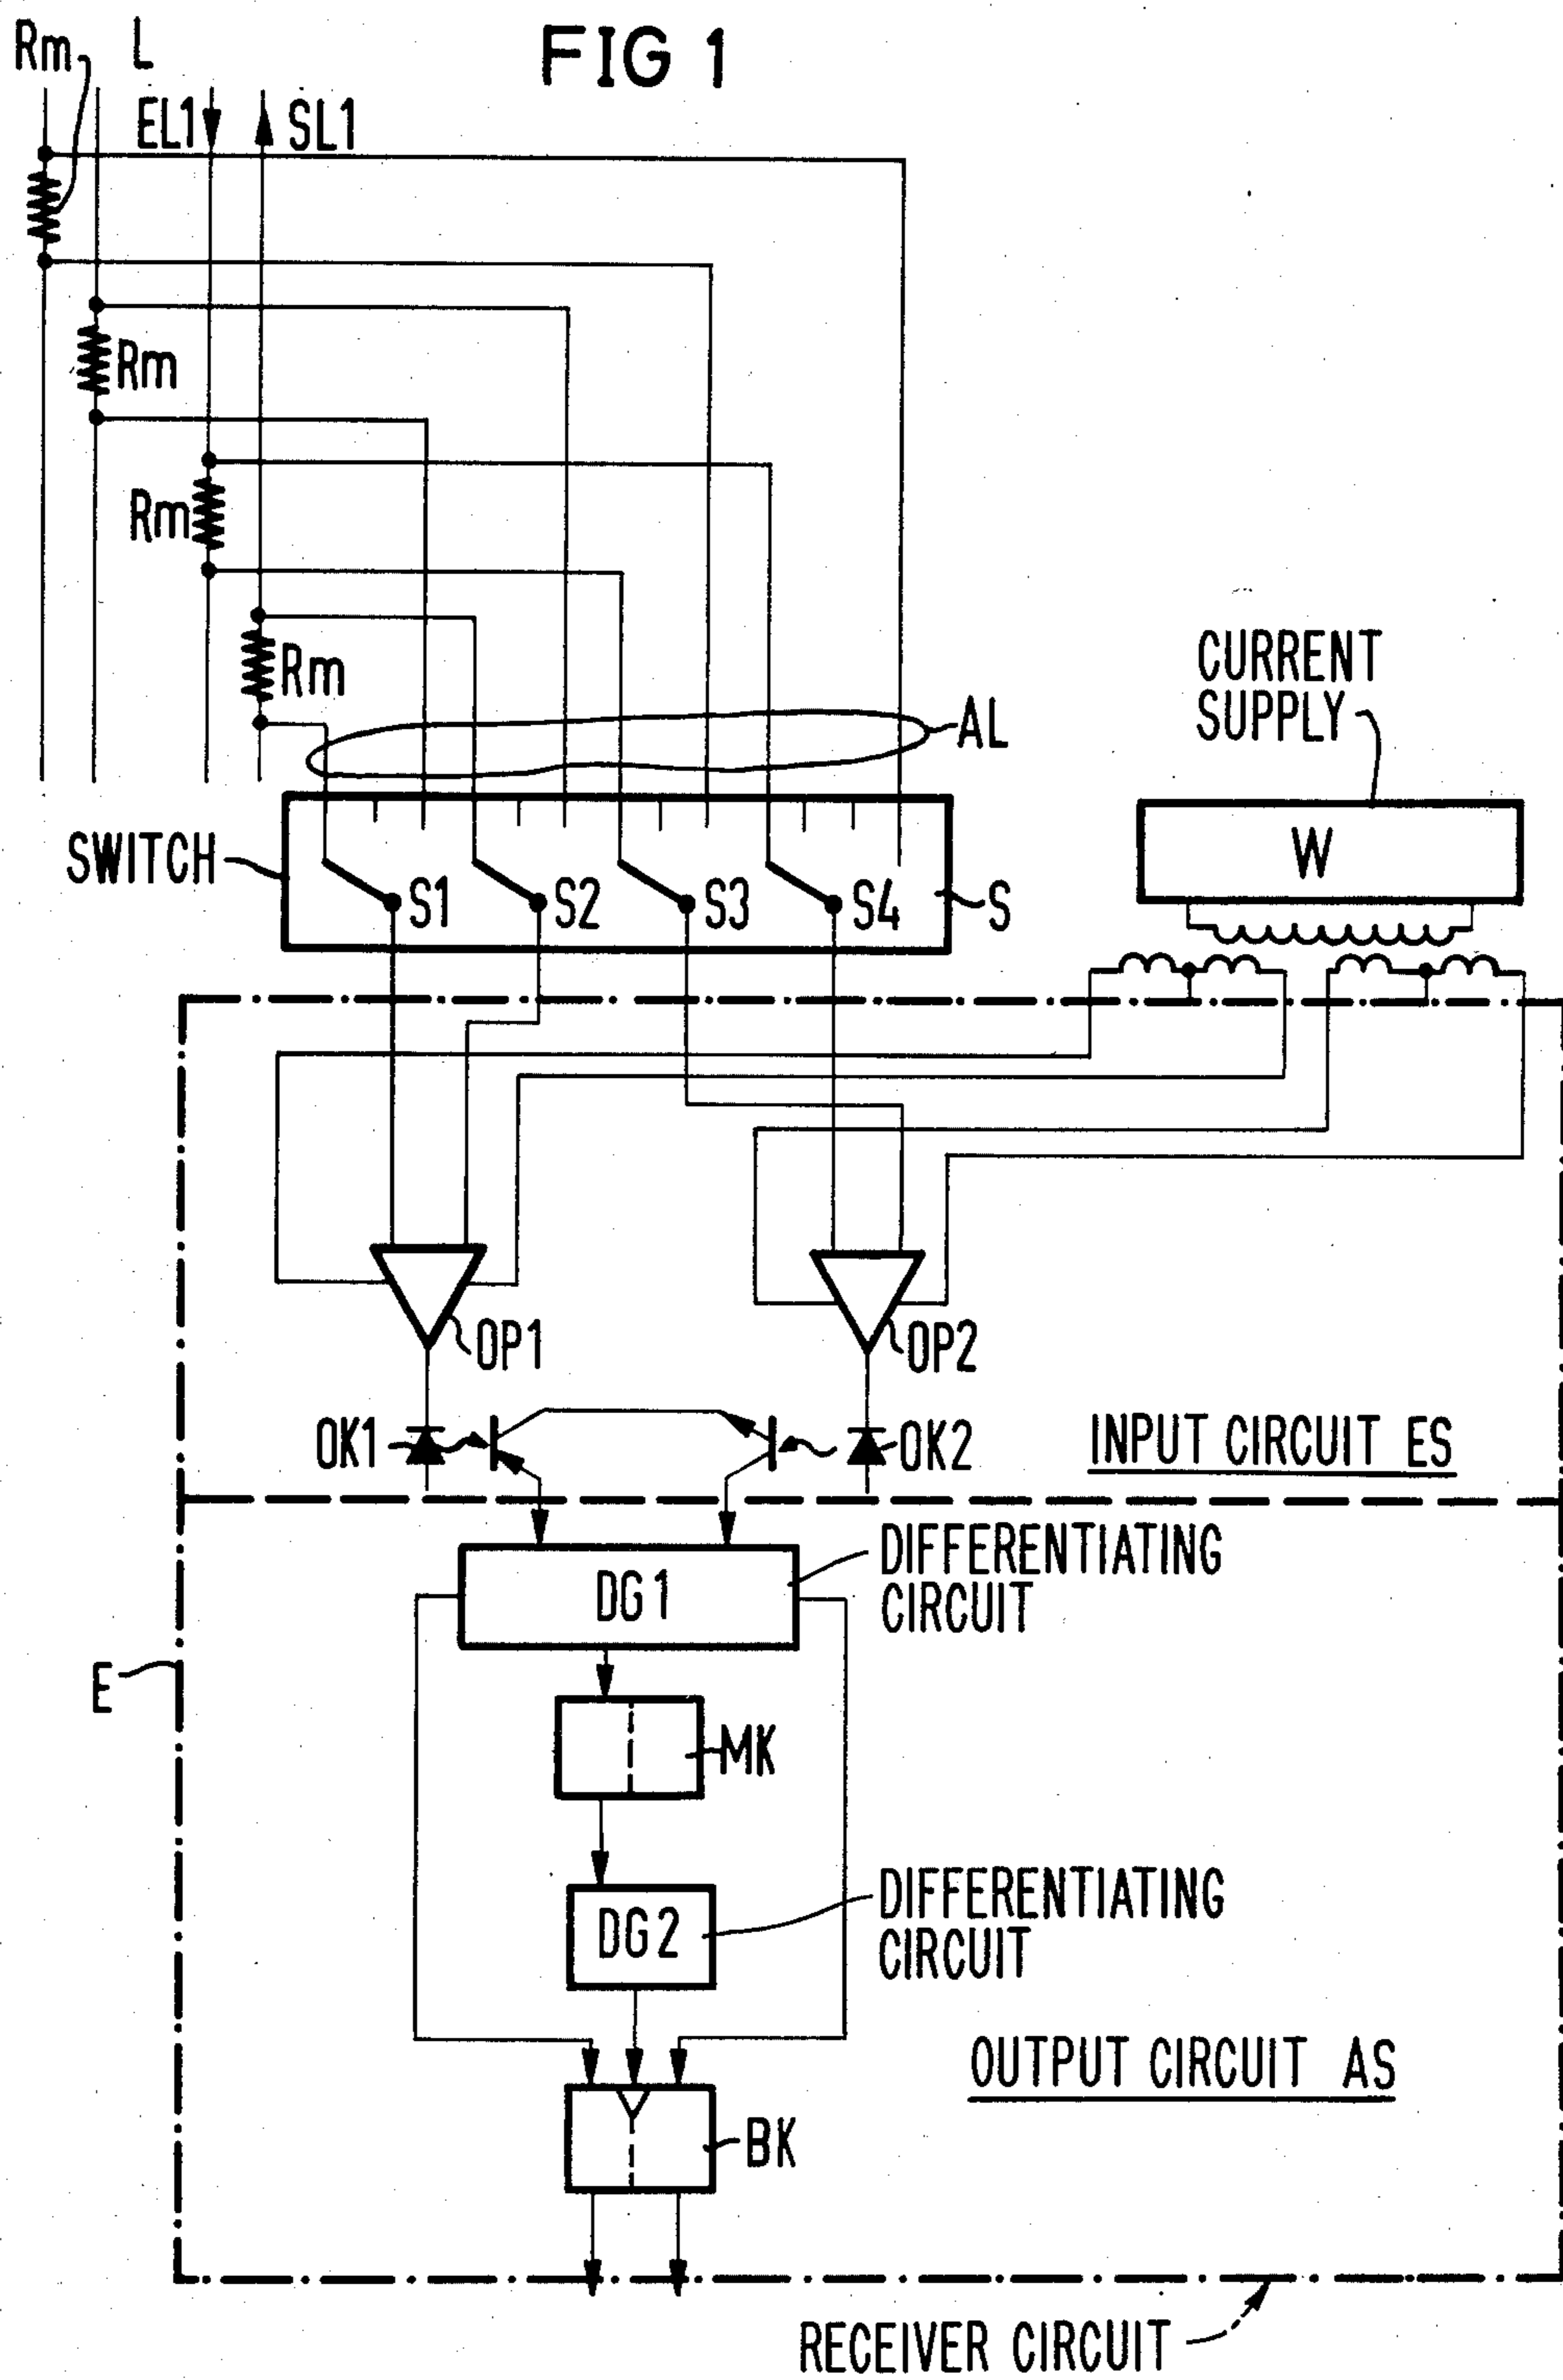 FIG 1
Rm
L
EL1
SL1
Rm
Rm
Rm
AL
CURRENT
SUPPLY
W
SWITCH
S1
S2
S3
S4
S
OP1
OP2
OK1
OK2
INPUT CIRCUIT ES
DIFFERENTIATING
CIRCUIT
DG1
E
MK
DIFFERENTIATING
CIRCUIT
DG2
OUTPUT CIRCUIT AS
BK
RECEIVER CIRCUIT